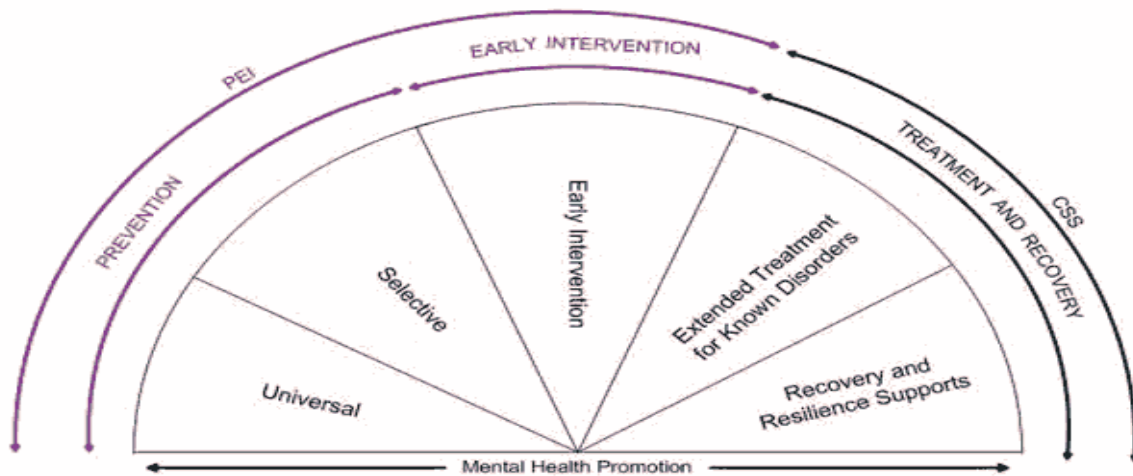 PEI
EARLY INTERVENTION
PREVENTION
TREATMENT AND RECOVERY
CSS
Universal
Selective
Early Intervention
Extended Treatment
for Known Disorders
Recovery and
Resilience Supports
Mental Health Promotion